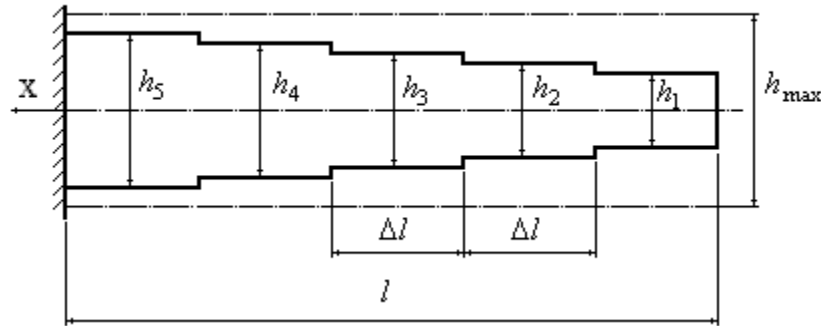 X
h₅
h₄
h₃
h₂
h₁
hmax
Δl
Δl
l